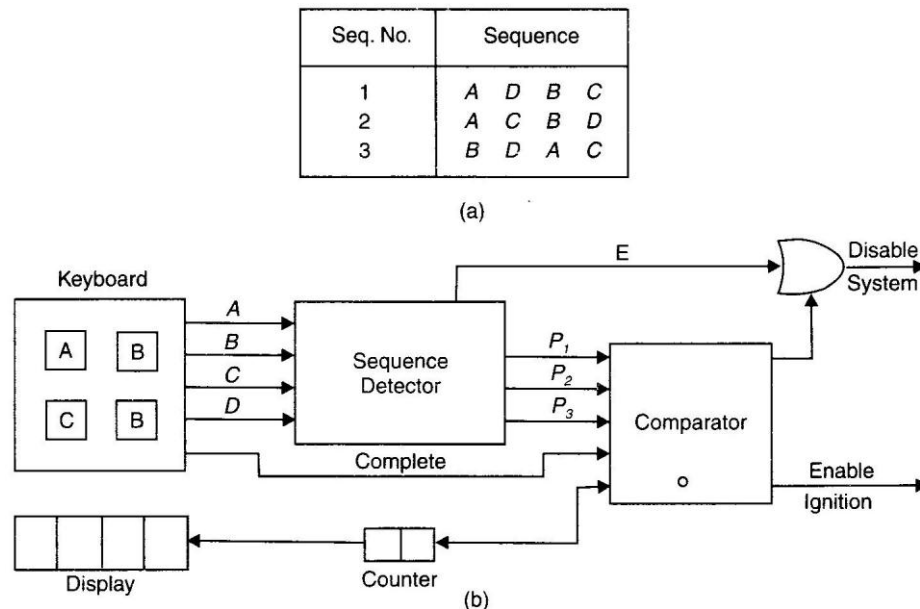 Seq. No. Sequence
1 A D B C
2 A C B D
3 B D A C
(a)
Keyboard
A B
C B
A
B
C
D
Complete
Sequence
Detector
E
P1
P2
P3
Comparator
Disable
System
Enable
Ignition
Display
Counter
(b)